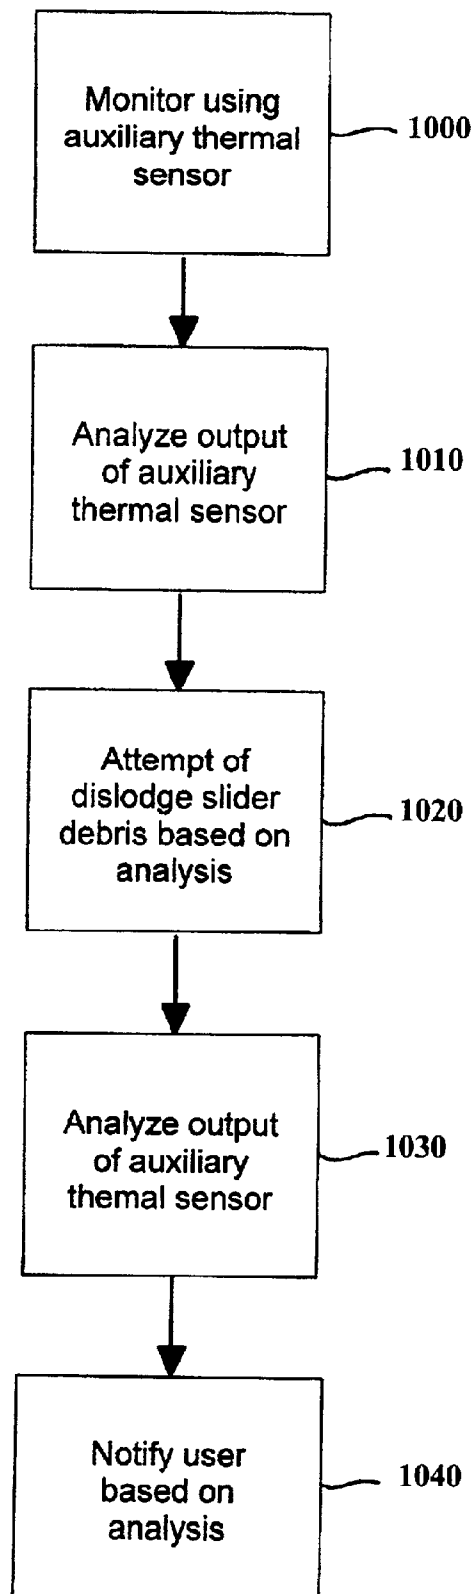 Monitor using
auxiliary thermal
sensor
1000
Analyze output
of auxiliary
thermal sensor
1010
Attempt of
dislodge slider
debris based on
analysis
1020
Analyze output
of auxiliary
themal sensor
1030
Notify user
based on
analysis
1040